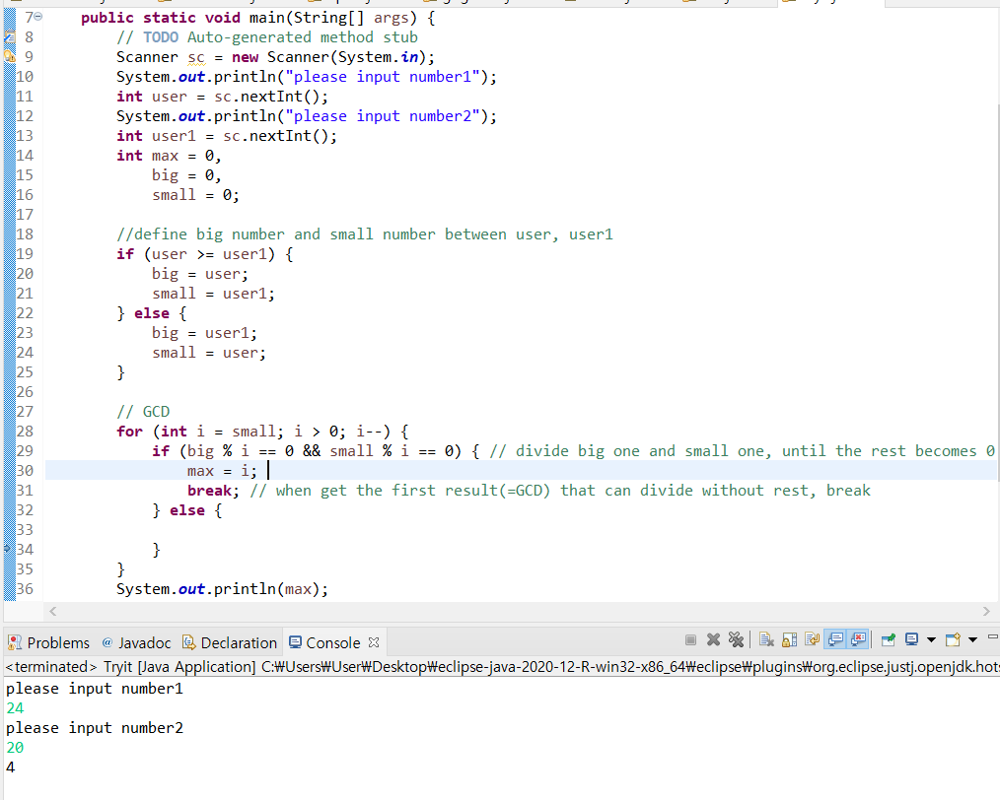 7 public static void main(String[] args) {
8 // TODO Auto-generated method stub
9 Scanner sc = new Scanner(System.in);
10 System.out.println("please input number1");
11 int user = sc.nextInt();
12 System.out.println("please input number2");
13 int user1 = sc.nextInt();
14 int max = 0,
15 big = 0,
16 small = 0;
17
18 //define big number and small number between user, user1
19 if (user >= user1) {
20 big = user;
21 small = user1;
22 } else {
23 big = user1;
24 small = user;
25 }
26
27 // GCD
28 for (int i = small; i > 0; i--) {
29 if (big % i == 0 && small % i == 0) { // divide big one and small one, until the rest becomes 0
30 max = i;
31 break; // when get the first result(=GCD) that can divide without rest, break
32 } else {
33
34 }
35 }
36 System.out.println(max);
Problems @ Javadoc Declaration Console
<terminated> Tryit [Java Application] C:₩Users₩User₩Desktop₩eclipse-java-2020-12-R-win32-x86_64₩eclipse₩plugins₩org.eclipse.justj.openjdk.hots
please input number1
24
please input number2
20
4